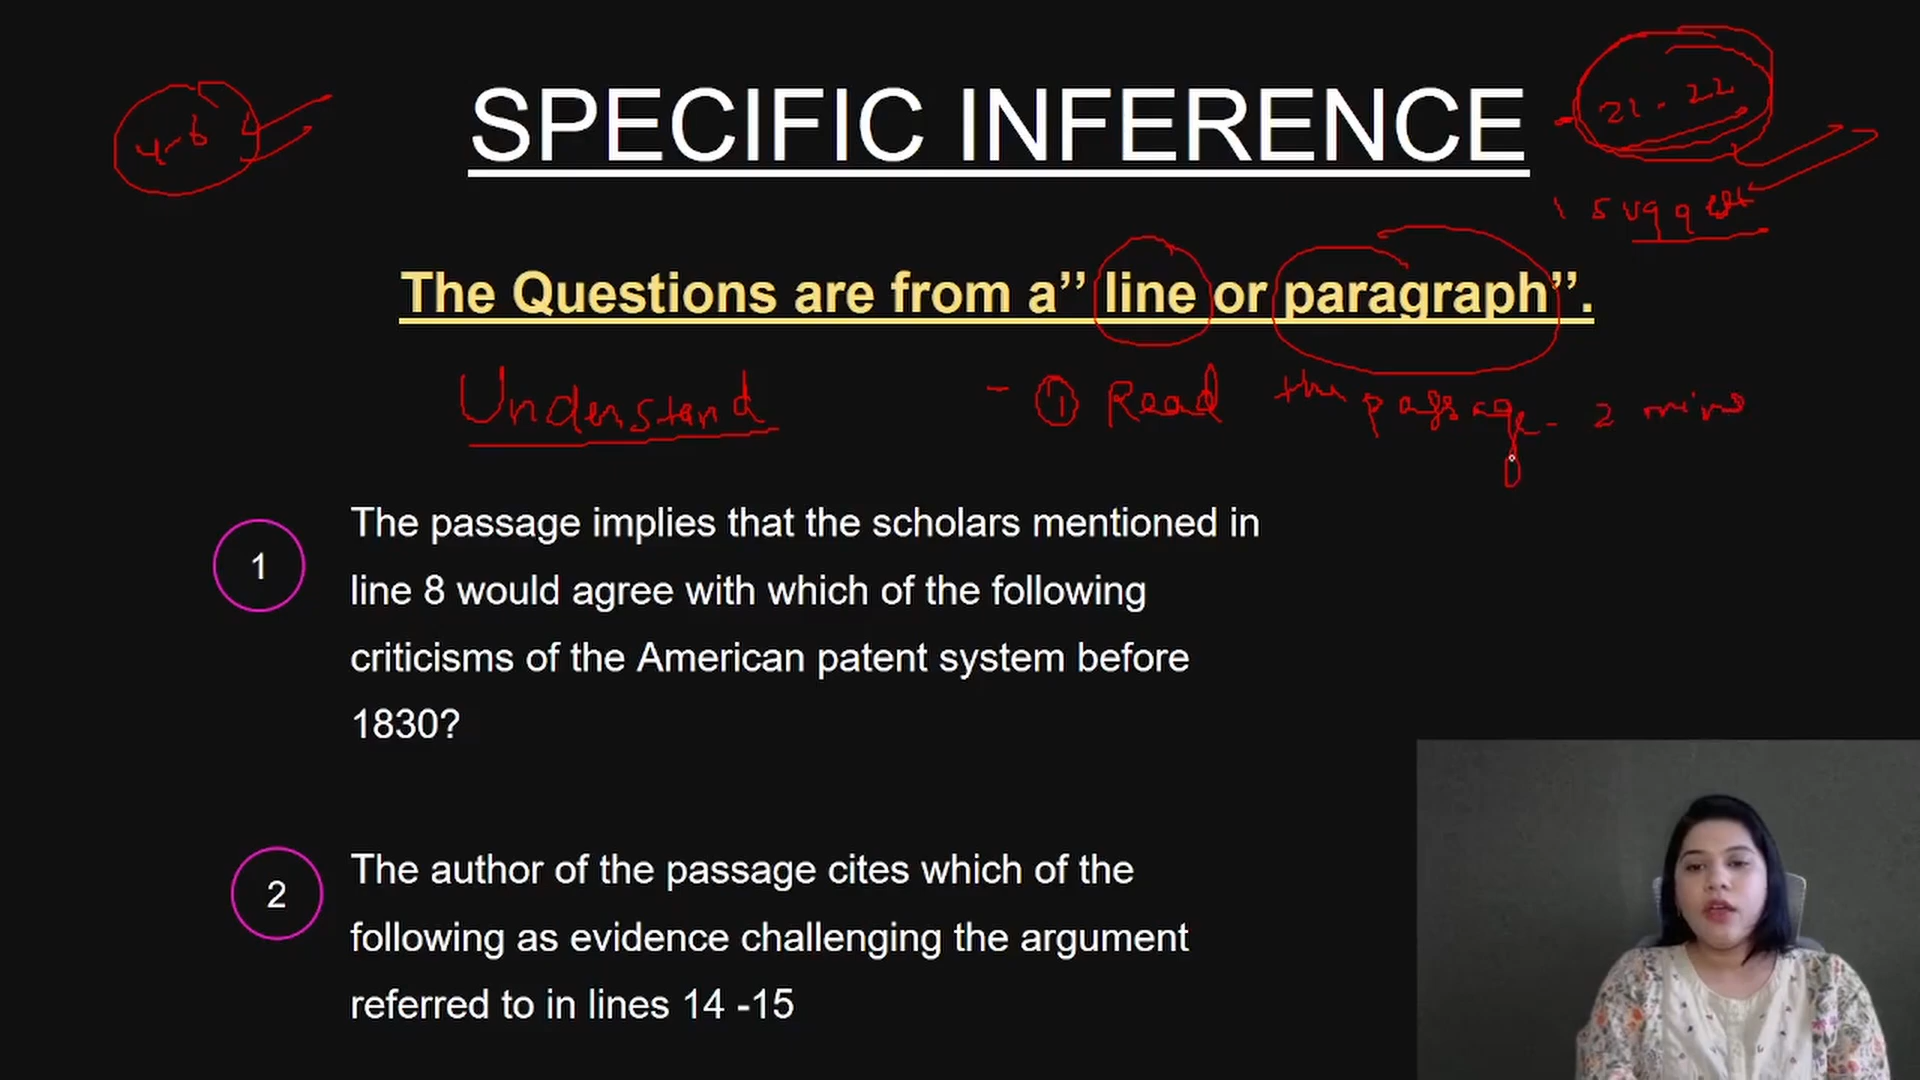 SPECIFIC INFERENCE
4-6
21-22
The Questions are from a’’ line or paragraph’’.
Understand
- 1 Read the passage - 2 mins
1 The passage implies that the scholars mentioned in
line 8 would agree with which of the following
criticisms of the American patent system before
1830?
2 The author of the passage cites which of the
following as evidence challenging the argument
referred to in lines 14 -15